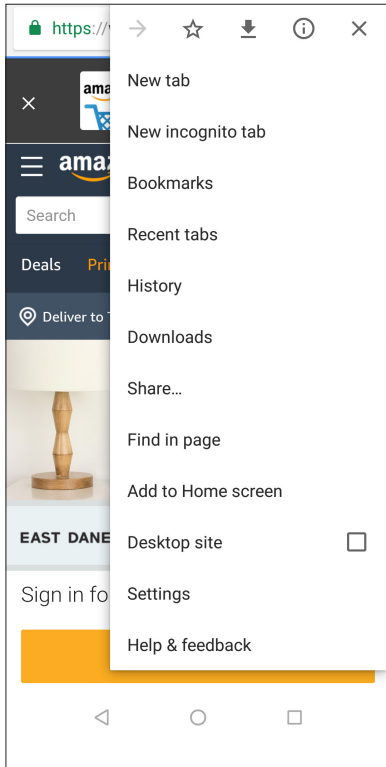 https://
ama
New tab
New incognito tab
amaz
Bookmarks
Search
Recent tabs
Deals
Pri
History
Deliver to
Downloads
Share…
Find in page
Add to Home screen
EAST DANE
Desktop site
Sign in fo
Settings
Help & feedback